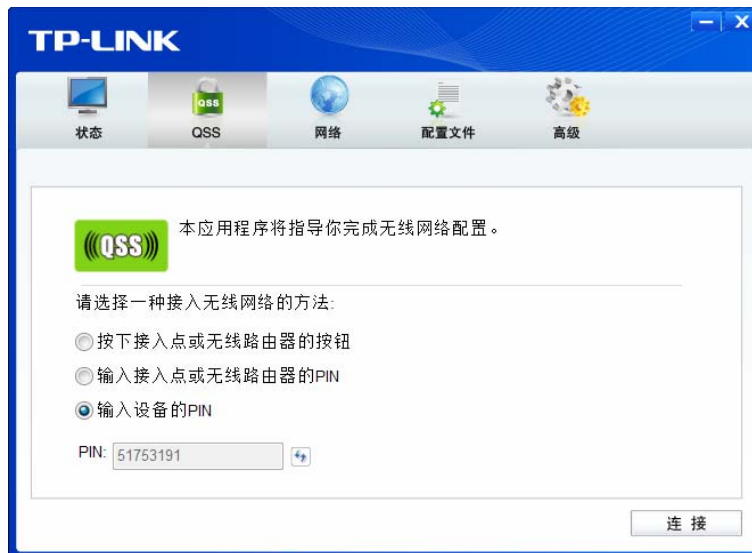 TP-LINK
状态 QSS 网络 配置文件 高级
QSS
本应用程序将指导你完成无线网络配置。
请选择一种接入无线网络的方法:
按下接入点或无线路由器的按钮
输入接入点或无线路由器的PIN
输入设备的PIN
PIN: 51753191
连接